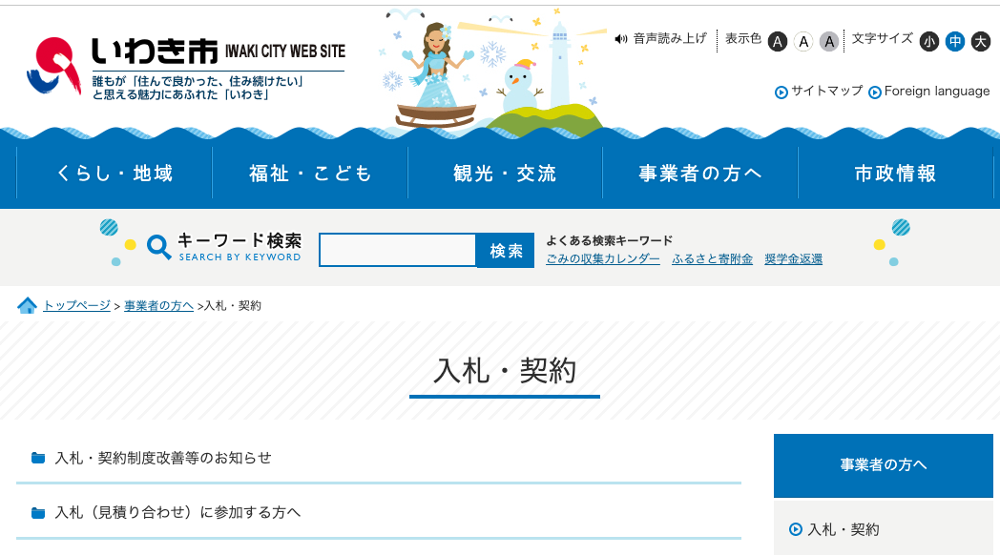 いわき市 IWAKI CITY WEB SITE
誰もが「住んで良かった、住み続けたい」
と思える魅力にあふれた「いわき」
音声読み上げ 表示色 A A A 文字サイズ 小 中 大
サイトマップ Foreign language
くらし・地域 福祉・こども 観光・交流 事業者の方へ 市政情報
キーワード検索
SEARCH BY KEYWORD
検索
よくある検索キーワード
ごみの収集カレンダー ふるさと寄附金 奨学金返還
トップページ > 事業者の方へ >入札・契約
入札・契約
入札・契約制度改善等のお知らせ
入札（見積り合わせ）に参加する方へ
事業者の方へ
入札・契約